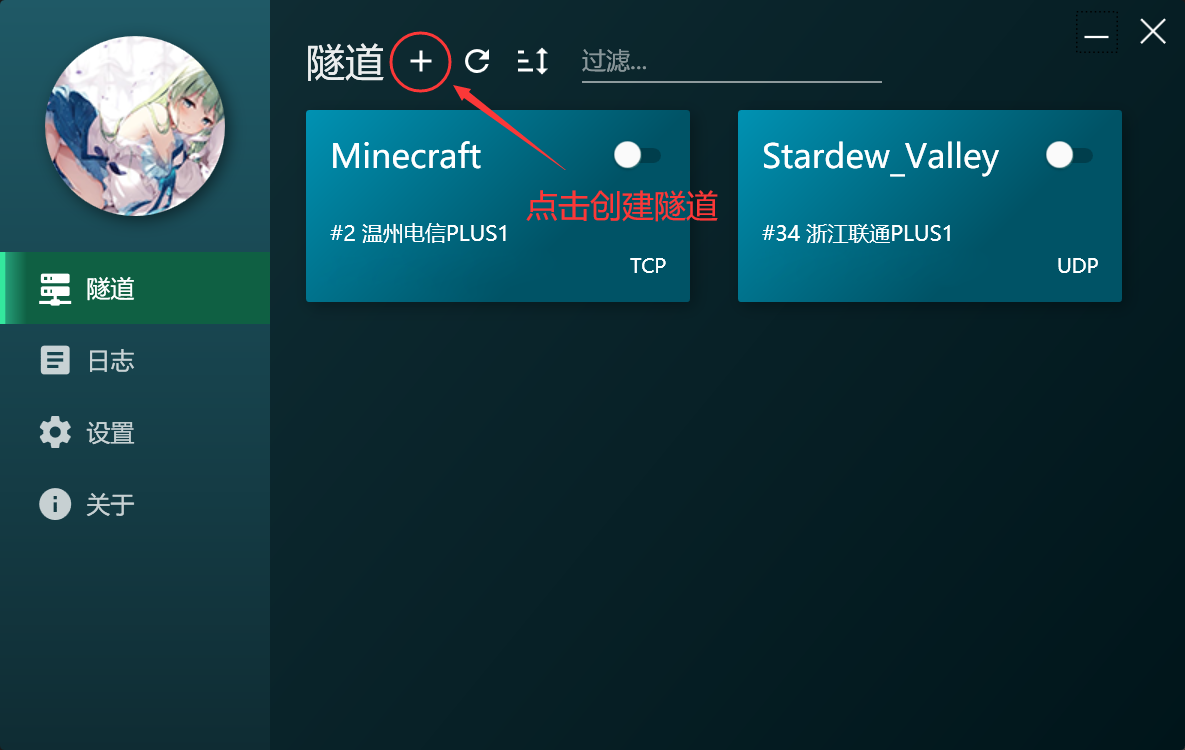 隧道
过滤...
Minecraft
Stardew_Valley
点击创建隧道
#2 温州电信PLUS1
#34 浙江联通PLUS1
TCP
UDP
隧道
日志
设置
关于